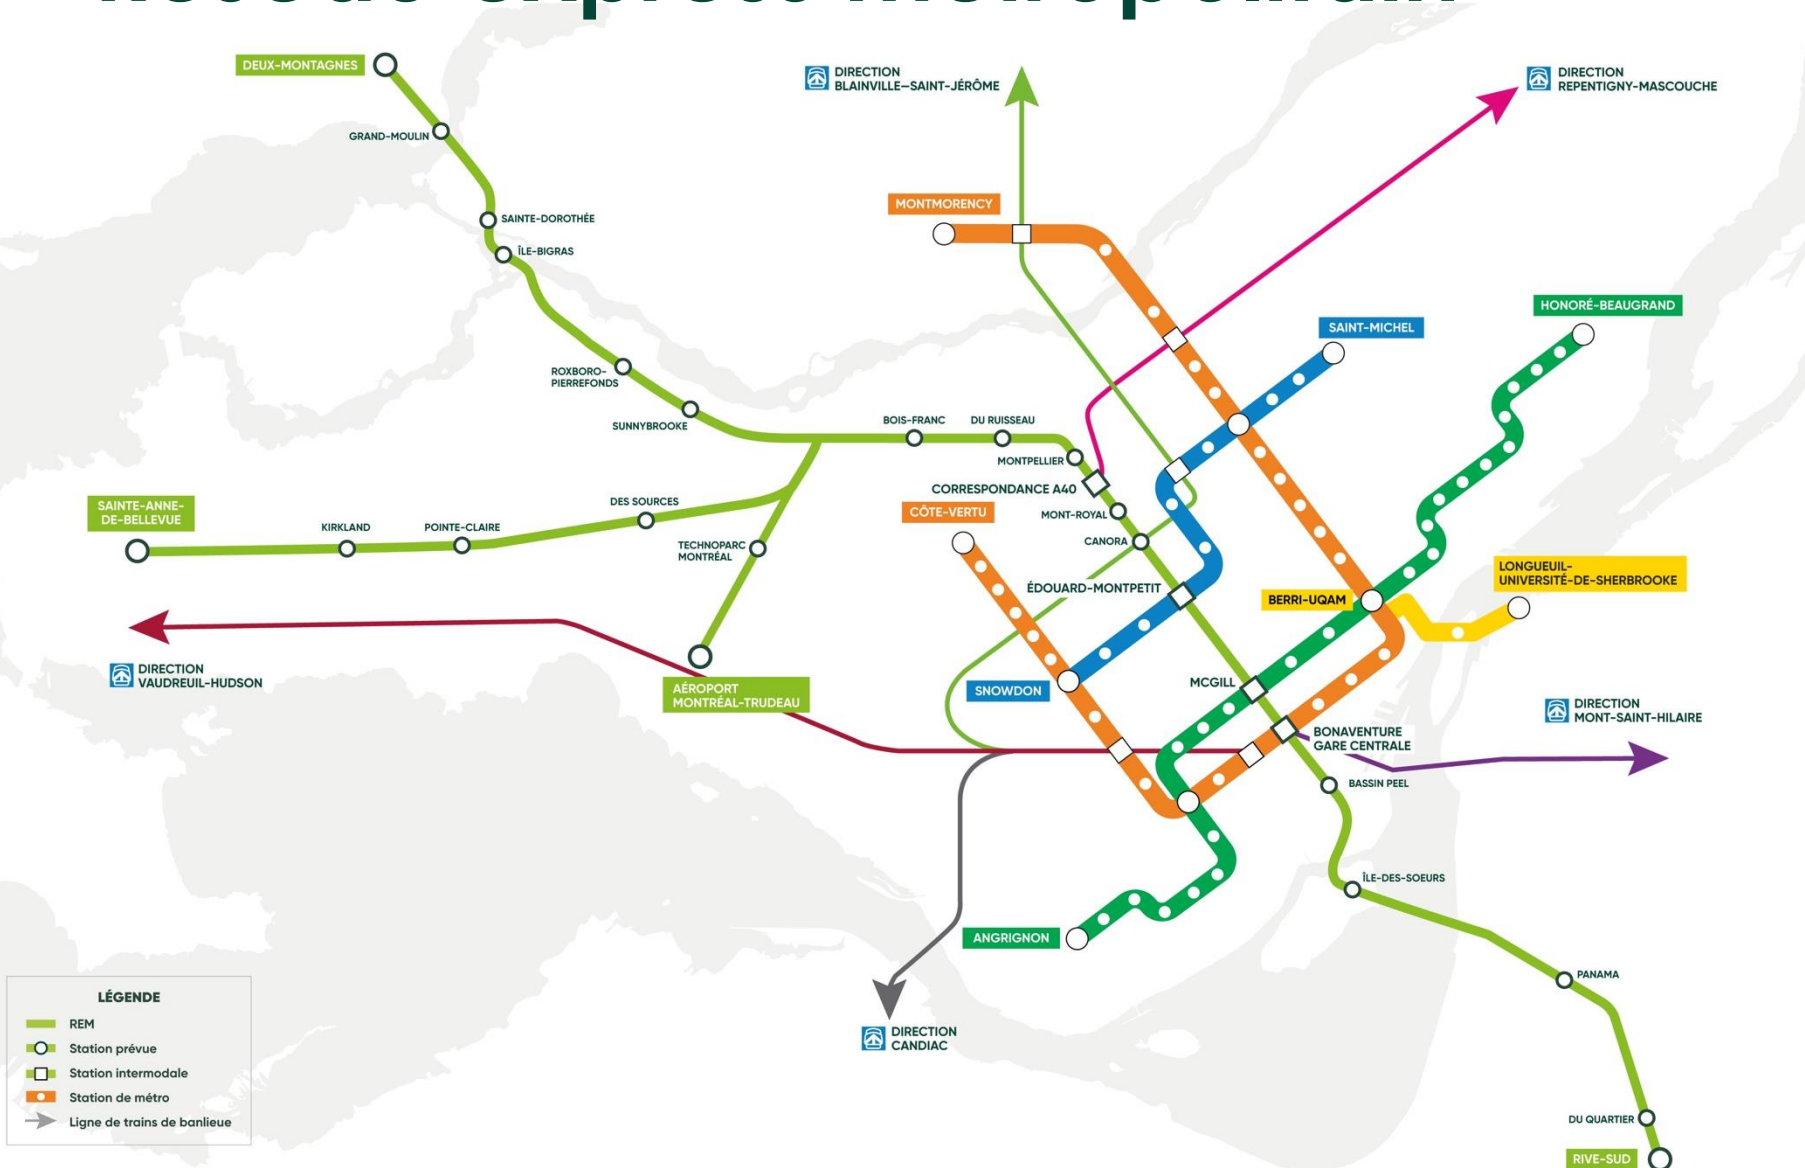 DEUX-MONTAGNES
DIRECTION
BLAINVILLE–SAINT-JÉRÔME
DIRECTION
REPENTIGNY-MASCOUCHE
GRAND-MOULIN
MONTMORENCY
SAINTE-DOROTHÉE
ÎLE-BIGRAS
HONORÉ-BEAUGRAND
SAINT-MICHEL
ROXBORO-
PIERREFONDS
SUNNYBROOKE
BOIS-FRANC
DU RUISSEAU
MONTPELLIER
CORRESPONDANCE A40
SAINTE-ANNE-
DE-BELLEVUE
KIRKLAND
POINTE-CLAIRE
DES SOURCES
CÔTE-VERTU
MONT-ROYAL
TECHNOPARC
MONTRÉAL
CANORA
ÉDOUARD-MONTPETIT
BERRI-UQAM
LONGUEUIL-
UNIVERSITÉ-DE-SHERBROOKE
DIRECTION
VAUDREUIL-HUDSON
AÉROPORT
MONTRÉAL-TRUDEAU
SNOWDON
MCGILL
DIRECTION
MONT-SAINT-HILAIRE
BONAVENTURE
GARE CENTRALE
BASSIN PEEL
ÎLE-DES-SOEURS
ANGRIGNON
PANAMA
DIRECTION
CANDIAC
DU QUARTIER
RIVE-SUD
LÉGENDE
REM
Station prévue
Station intermodale
Station de métro
Ligne de trains de banlieue